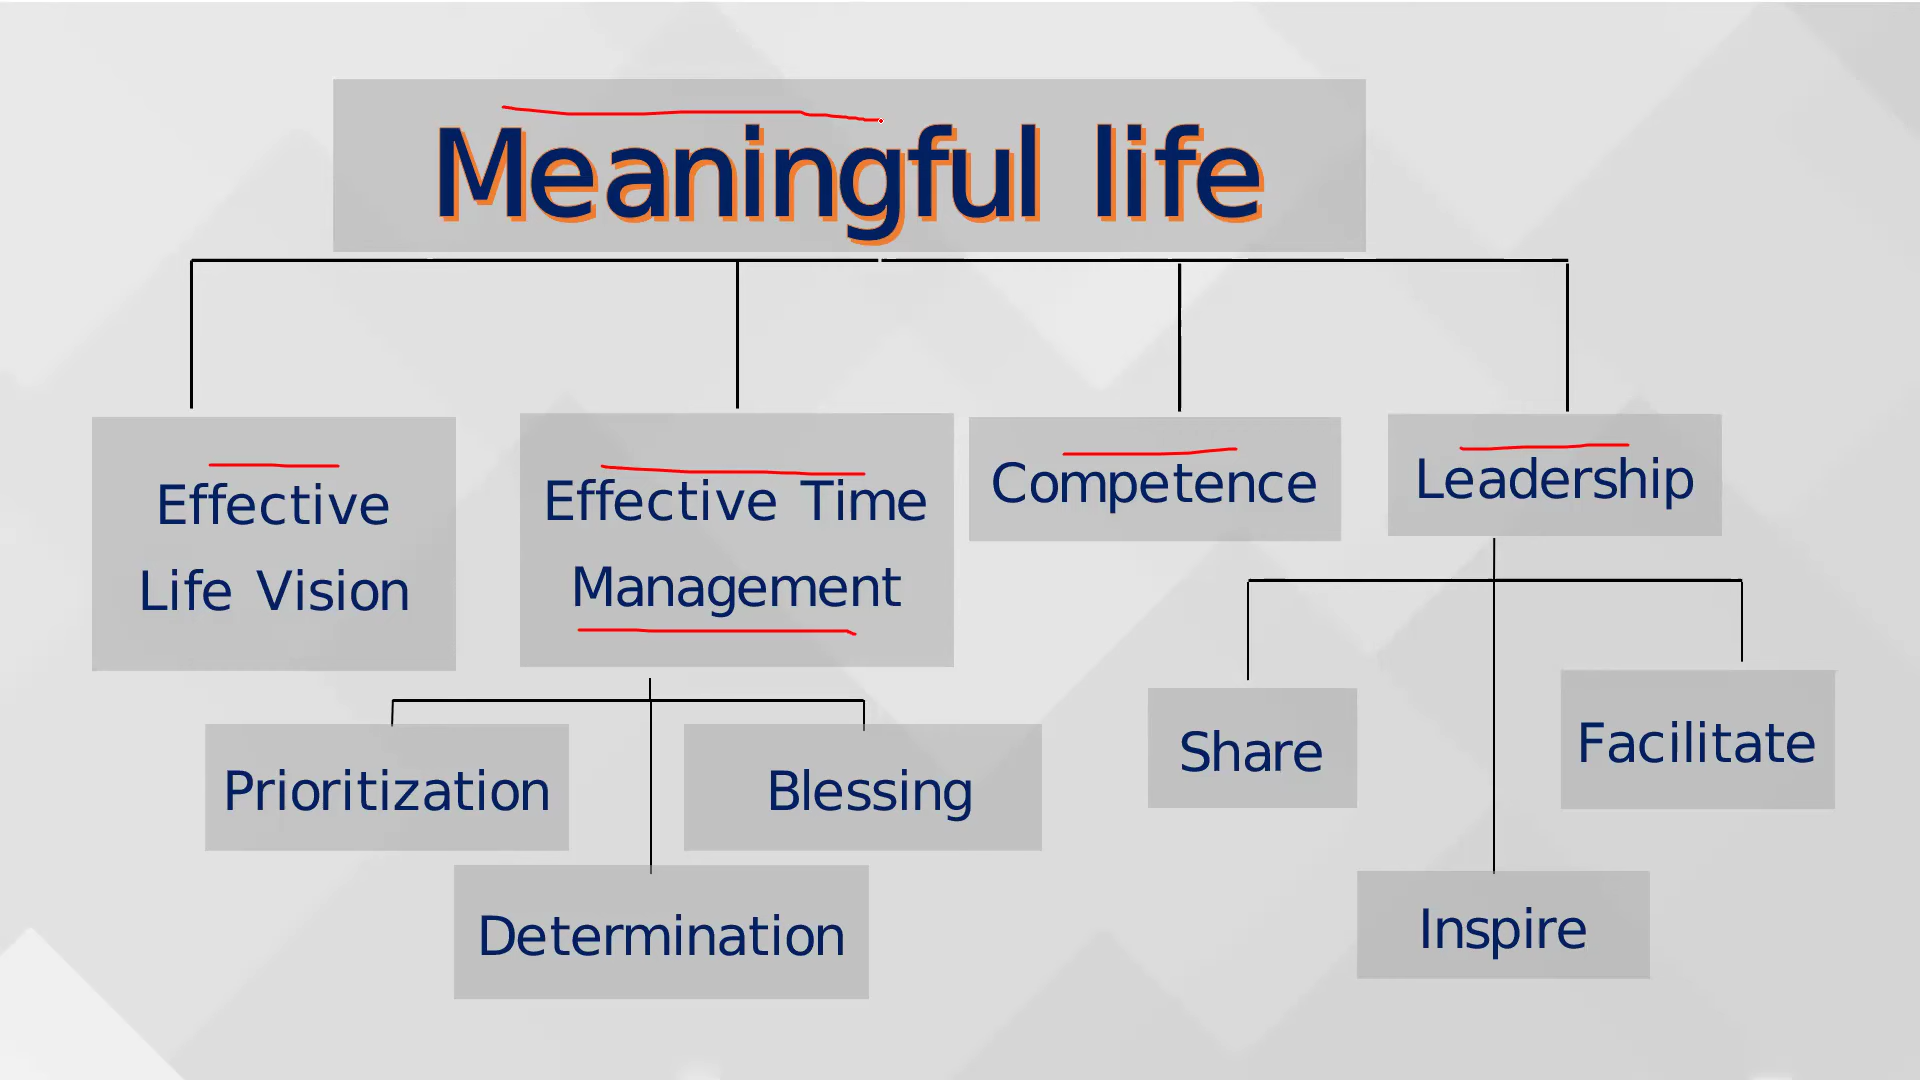 Meaningful life
Effective
Life Vision
Effective Time
Management
Competence
Leadership
Prioritization
Blessing
Determination
Share
Facilitate
Inspire